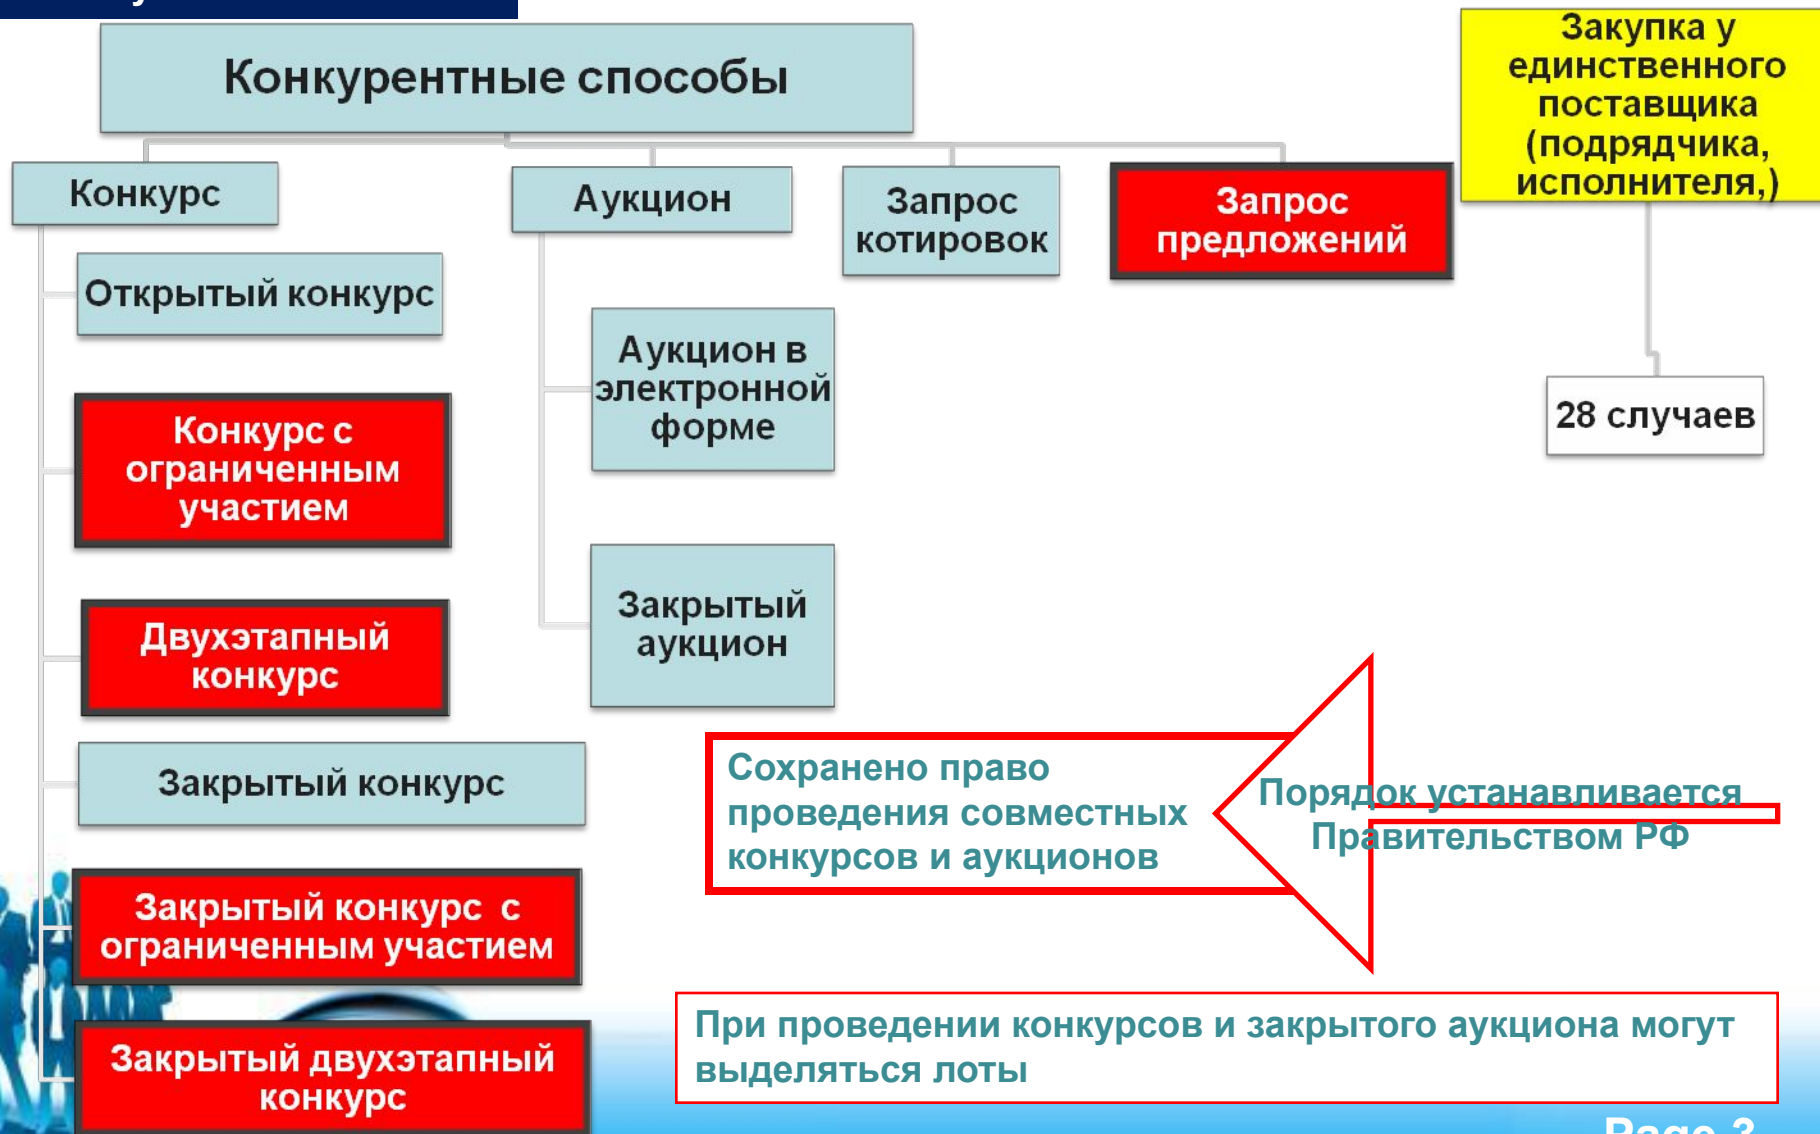 Конкурентные способы
Закупка у
единственного
поставщика
(подрядчика,
исполнителя,)
Конкурс
Аукцион
Запрос
котировок
Запрос
предложений
Открытый конкурс
Аукцион в
электронной
форме
28 случаев
Конкурс с
ограниченным
участием
Двухэтапный
конкурс
Закрытый
аукцион
Закрытый конкурс
Сохранено право
проведения совместных
конкурсов и аукционов
Порядок устанавливается
Правительством РФ
Закрытый конкурс с
ограниченным участием
При проведении конкурсов и закрытого аукциона могут
выделяться лоты
Закрытый двухэтапный
конкурс
Page 3